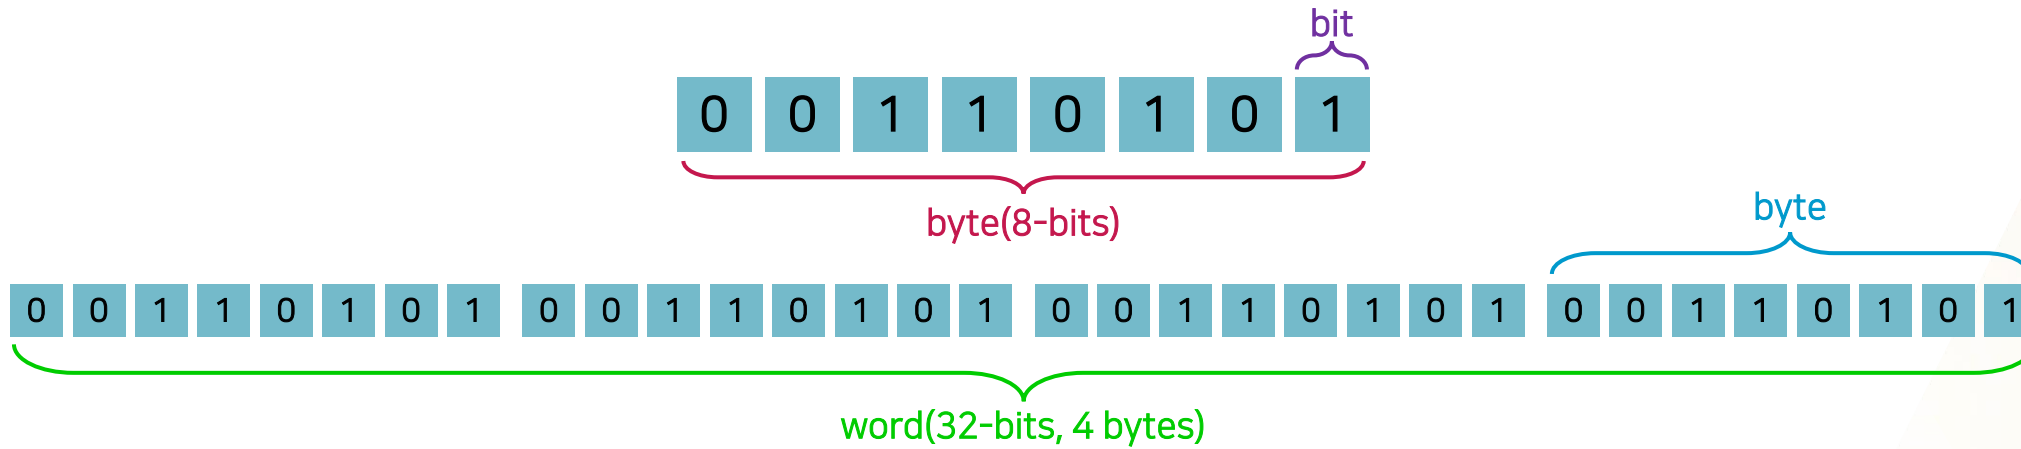 bit
0 0 1 1 0 1 0 1
byte(8-bits)
byte
0 0 1 1 0 1 0 1 0 0 1 1 0 1 0 1 0 0 1 1 0 1 0 1 0 0 1 1 0 1 0 1
word(32-bits, 4 bytes)